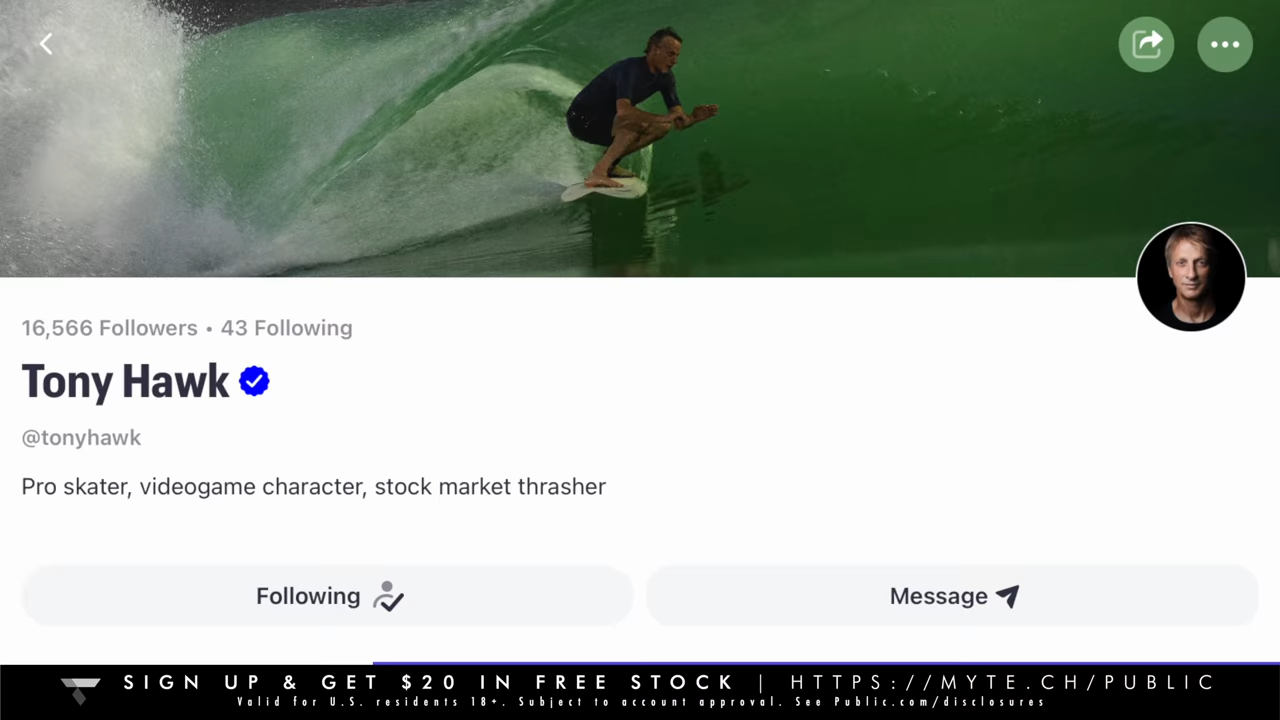 16,566 Followers • 43 Following
Tony Hawk
@tonyhawk
Pro skater, videogame character, stock market thrasher
Following
Message
SIGN UP & GET $20 IN FREE STOCK | HTTPS://MYTE.CH/PUBLIC
Valid for U.S. residents 18+. Subject to account approval. See Public.com/disclosures